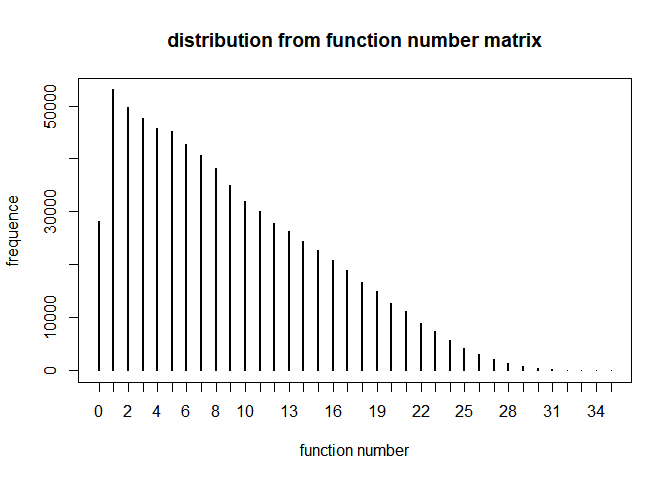 distribution from function number matrix
50000
30000
10000
0
frequence
0 2 4 6 8 10 13 16 19 22 25 28 31 34
function number